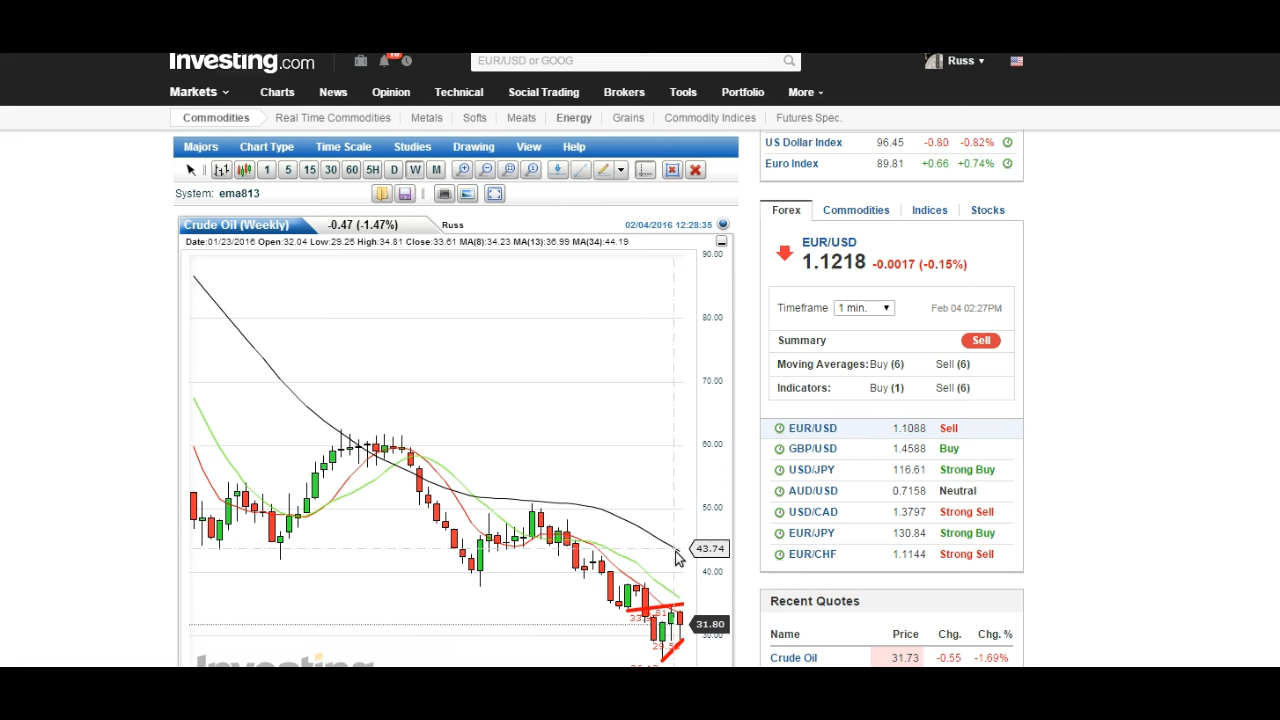 Investing.com
EUR/USD or GOOG
Russ
Markets Charts News Opinion Technical Social Trading Brokers Tools Portfolio More
Commodities Real Time Commodities Metals Softs Meats Energy Grains Commodity Indices Futures Spec.
Majors Chart Type Time Scale Studies Drawing View Help
1 5 15 30 60 5H D W M
System: ema813
Crude Oil (Weekly) -0.47 (-1.47%) Russ 02/04/2016 12:28:35
Date:01/23/2016 Open:32.04 Low:29.25 High:34.81 Close:33.61 MA(8):34.23 MA(13):36.99 MA(34):44.19
90.00
80.00
70.00
60.00
50.00
43.74
40.00
31.80
30.00
Investing
US Dollar Index 96.45 -0.80 -0.82%
Euro Index 89.81 +0.66 +0.74%
Forex Commodities Indices Stocks
EUR/USD
1.1218 -0.0017 (-0.15%)
Timeframe 1 min. Feb 04 02:27PM
Summary Sell
Moving Averages: Buy (6) Sell (6)
Indicators: Buy (1) Sell (6)
EUR/USD 1.1088 Sell
GBP/USD 1.4588 Buy
USD/JPY 116.61 Strong Buy
AUD/USD 0.7158 Neutral
USD/CAD 1.3797 Strong Sell
EUR/JPY 130.84 Strong Buy
EUR/CHF 1.1144 Strong Sell
Recent Quotes
Name Price Chg. Chg. %
Crude Oil 31.73 -0.55 -1.69%